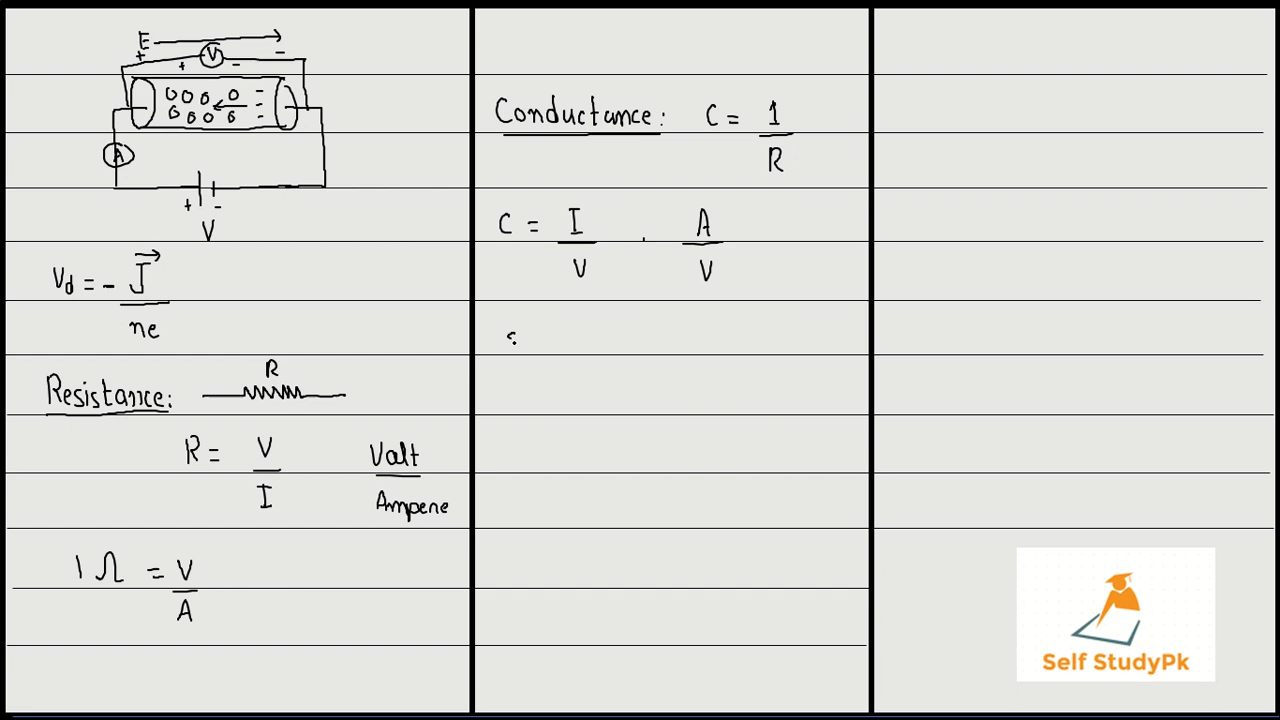 E
+ V -
+ -
A
+ -
V
Vd = - J
ne
Resistance: R
R = V Valt
I Ampere
1 Ω = V
A
Conductance: C = 1
R
C = I . A
V V
Self StudyPk